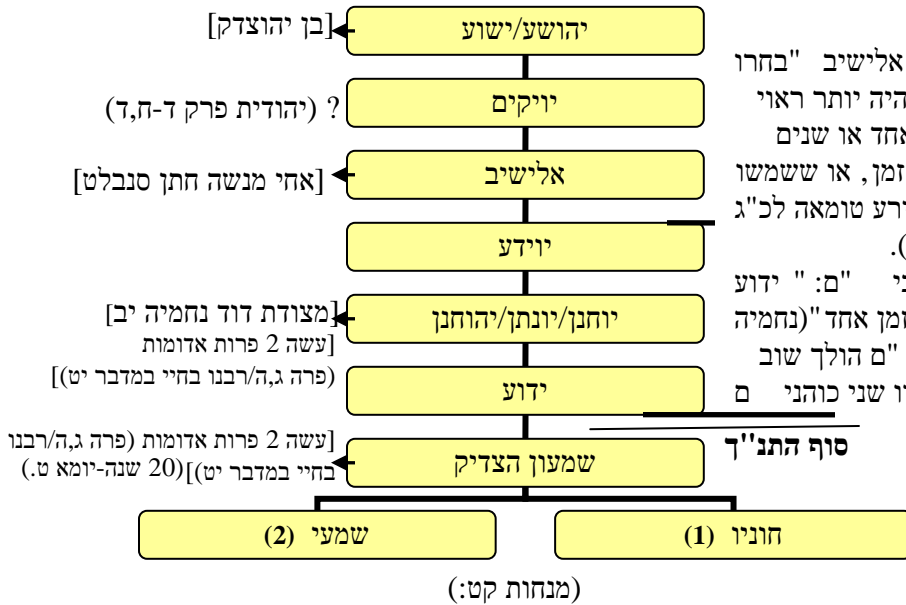 יהושע/ישוע
[בן יהוצדק]
יויקים
? (יהודית פרק ד-ח,ד)
אלישיב
[אחי מנשה חתן סנבלט]
יוידע
יוחנן/יונתן/יהוחנן
[מצודת דוד נחמיה יב]
[עשה 2 פרות אדומות
(פרה ג,ה/רבנו בחיי במדבר יט)]
ידוע
שמעון הצדיק
[עשה 2 פרות אדומות (פרה ג,ה/רבנו
בחיי במדבר יט)](20 שנה-יומא ט.)
חוניו (1)
שמעי (2)
(מנחות קט:)
אלישיב "בחרו
היה יותר ראוי
אחד או שנים
זמן, או ששמשו
ורע טומאה לכ"ג
).
"ם: " ידוע
זמן אחד"(נחמיה
"ם הולך שוב
שני כוהני ם
סוף התנ"ך